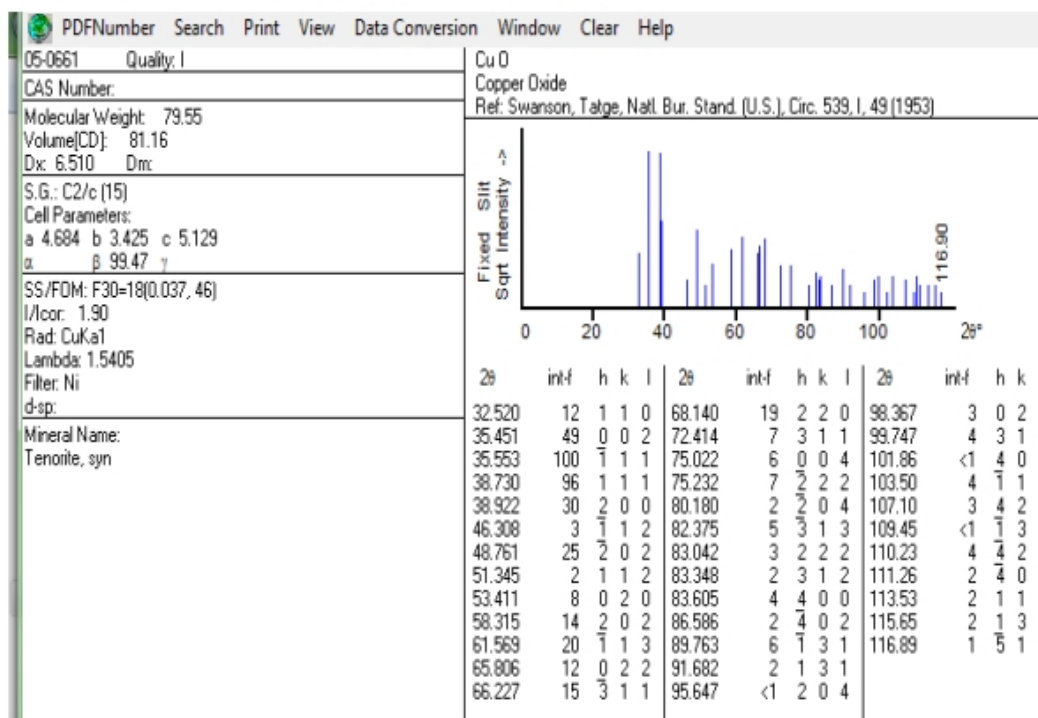 PDFNumber Search Print View Data Conversion Window Clear Help
05-0661 Quality: I
CAS Number:
Molecular Weight: 79.55
Volume[CD]: 81.16
Dx: 6.510 Dm:
S.G.: C2/c (15)
Cell Parameters:
a 4.684 b 3.425 c 5.129
α β 99.47 γ
SS/FOM: F30=18(0.037, 46)
I/Icor: 1.90
Rad: CuKa1
Lambda: 1.5405
Filter: Ni
d-sp:
Mineral Name:
Tenorite, syn
Cu O
Copper Oxide
Ref: Swanson, Tatge, Natl. Bur. Stand. (U.S.), Circ. 539, I, 49 (1953)
Fixed Slit
Sqrt Intensity ->
116.90
0 20 40 60 80 100 2θ°
2θ int-f h k l
32.520 12 1 1 0
35.451 49 0 0 2
35.553 100 1̅ 1 1
38.730 96 1 1 1
38.922 30 2 0 0
46.308 3 1̅ 1 2
48.761 25 2̅ 0 2
51.345 2 1 1 2
53.411 8 0 2 0
58.315 14 2 0 2
61.569 20 1̅ 1 3
65.806 12 0 2 2
66.227 15 3̅ 1 1
2θ int-f h k l
68.140 19 2 2 0
72.414 7 3 1 1
75.022 6 0 0 4
75.232 7 2̅ 2 2
80.180 2 2̅ 0 4
82.375 5 3̅ 1 3
83.042 3 2 2 2
83.348 2 3 1 2
83.605 4 4 0 0
86.586 2 4̅ 0 2
89.763 6 1̅ 3 1
91.682 2 1 3 1
95.647 <1 2 0 4
2θ int-f h k
98.367 3 0 2
99.747 4 3 1
101.86 <1 4̅ 0
103.50 4 1̅ 1
107.10 3 4 2
109.45 <1 1̅ 3
110.23 4 4̅ 2
111.26 2 4̅ 0
113.53 2 1 1
115.65 2 1 3
116.89 1 5̅ 1